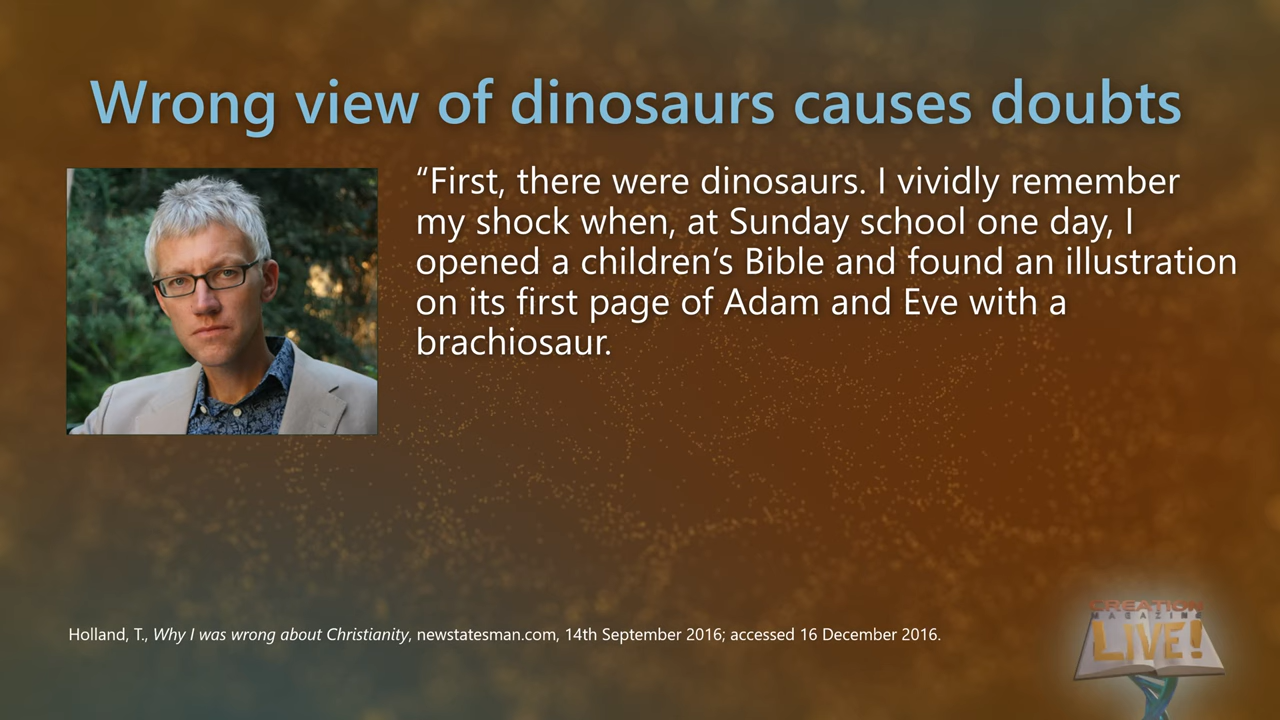 Wrong view of dinosaurs causes doubts
“First, there were dinosaurs. I vividly remember
my shock when, at Sunday school one day, I
opened a children’s Bible and found an illustration
on its first page of Adam and Eve with a
brachiosaur.
Holland, T., Why I was wrong about Christianity, newstatesman.com, 14th September 2016; accessed 16 December 2016.
CREATION
MAGAZINE
LIVE!